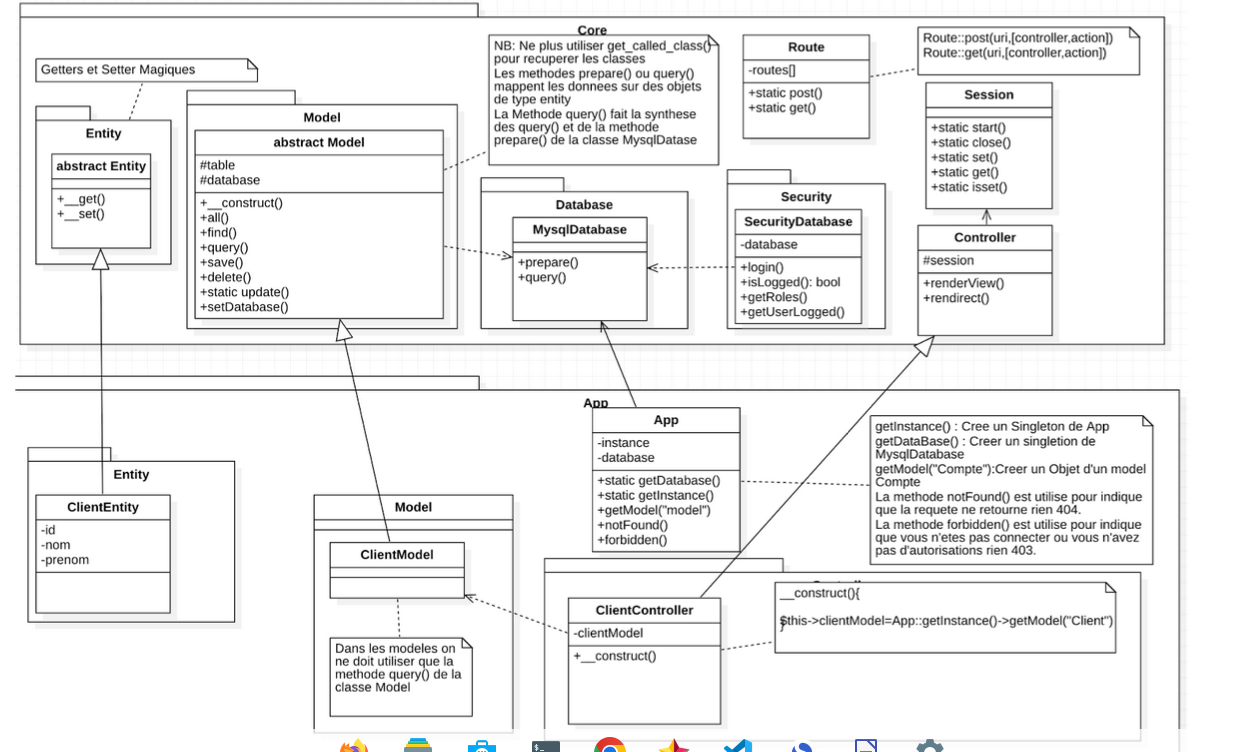 Core
Getters et Setter Magiques
Entity
abstract Entity
+__get()
+__set()
Model
abstract Model
#table
#database
+__construct()
+all()
+find()
+query()
+save()
+delete()
+static update()
+setDatabase()
NB: Ne plus utiliser get_called_class()
pour recuperer les classes
Les methodes prepare() ou query()
mappent les donnees sur des objets
de type entity
La Methode query() fait la synthese
des query() et de la methode
prepare() de la classe MysqlDatase
Database
MysqlDatabase
+prepare()
+query()
Route
-routes[]
+static post()
+static get()
Route::post(uri,[controller,action])
Route::get(uri,[controller,action])
Security
SecurityDatabase
-database
+login()
+isLogged(): bool
+getRoles()
+getUserLogged()
Session
+static start()
+static close()
+static set()
+static get()
+static isset()
Controller
#session
+renderView()
+rendirect()
App
App
-instance
-database
+static getDatabase()
+static getInstance()
+getModel("model")
+notFound()
+forbidden()
getInstance() : Cree un Singleton de App
getDataBase() : Creer un singletion de
MysqlDatabase
getModel("Compte"):Creer un Objet d'un model
Compte
La methode notFound() est utilise pour indique
que la requete ne retourne rien 404.
La methode forbidden() est utilise pour indique
que vous n'etes pas connecter ou vous n'avez
pas d'autorisations rien 403.
Entity
ClientEntity
-id
-nom
-prenom
Model
ClientModel
Dans les modeles on
ne doit utiliser que la
methode query() de la
classe Model
ClientController
-clientModel
+__construct()
__construct(){
$this->clientModel=App::getInstance()->getModel("Client")
}